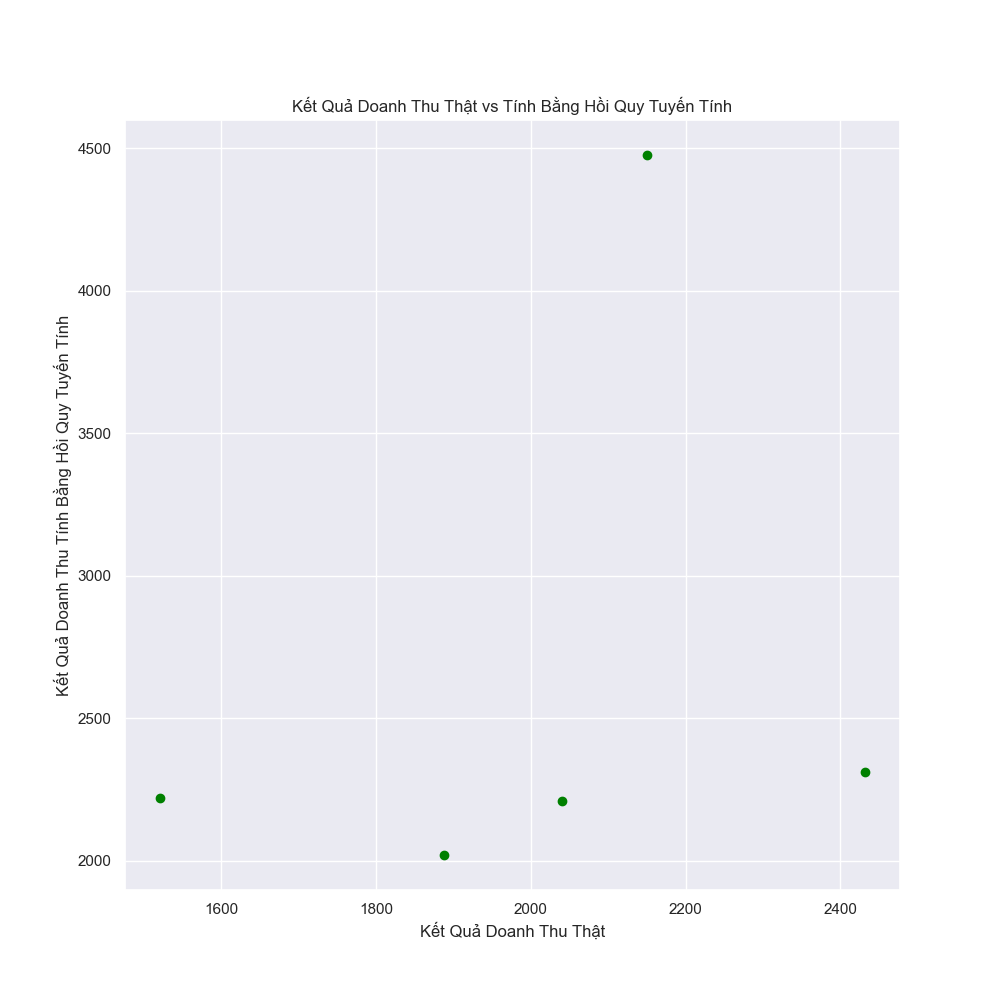 Kết Quả Doanh Thu Thật vs Tính Bằng Hồi Quy Tuyến Tính
4500
4000
3500
3000
2500
2000
Kết Quả Doanh Thu Tính Bằng Hồi Quy Tuyến Tính
1600 1800 2000 2200 2400
Kết Quả Doanh Thu Thật